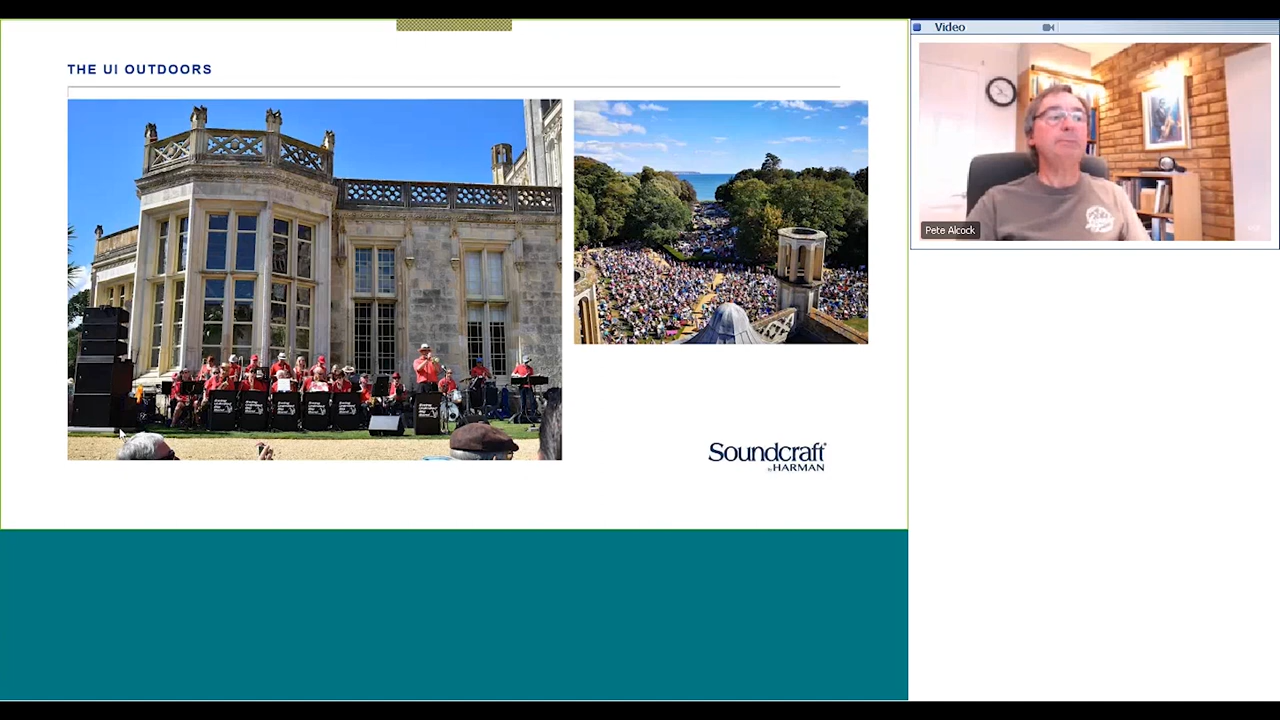 THE UI OUTDOORS
Video
Pete Alcock
Soundcraft
by HARMAN